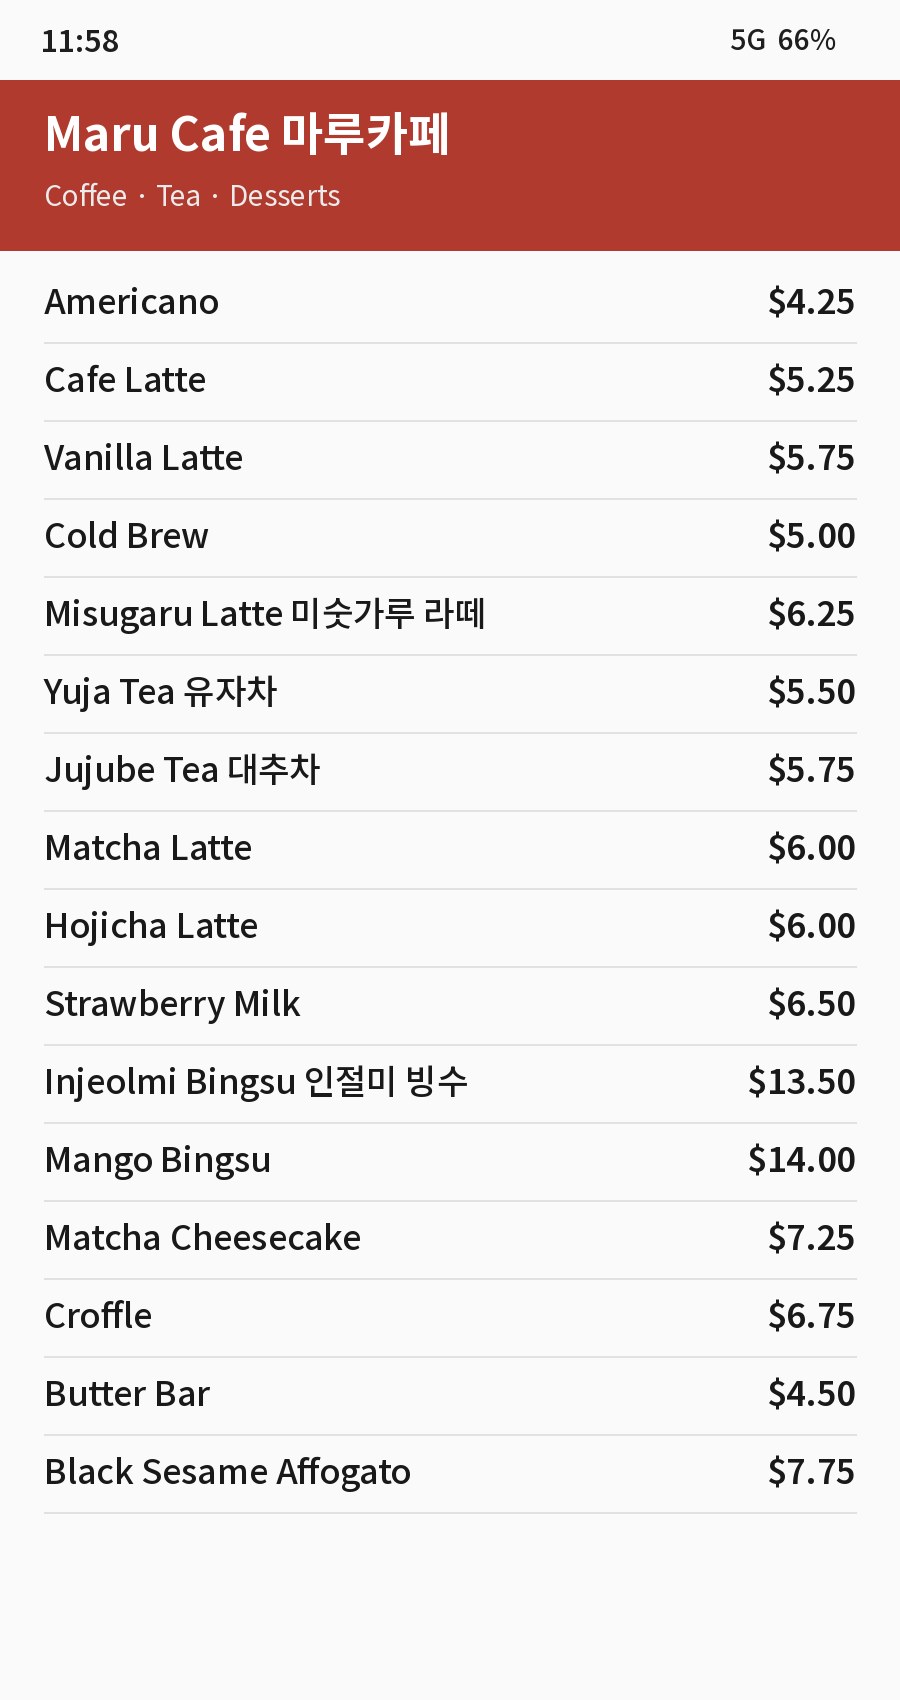 11:58 5G 66%
Maru Cafe 마루카페
Coffee · Tea · Desserts
Americano $4.25
Cafe Latte $5.25
Vanilla Latte $5.75
Cold Brew $5.00
Misugaru Latte 미숫가루 라떼 $6.25
Yuja Tea 유자차 $5.50
Jujube Tea 대추차 $5.75
Matcha Latte $6.00
Hojicha Latte $6.00
Strawberry Milk $6.50
Injeolmi Bingsu 인절미 빙수 $13.50
Mango Bingsu $14.00
Matcha Cheesecake $7.25
Croffle $6.75
Butter Bar $4.50
Black Sesame Affogato $7.75